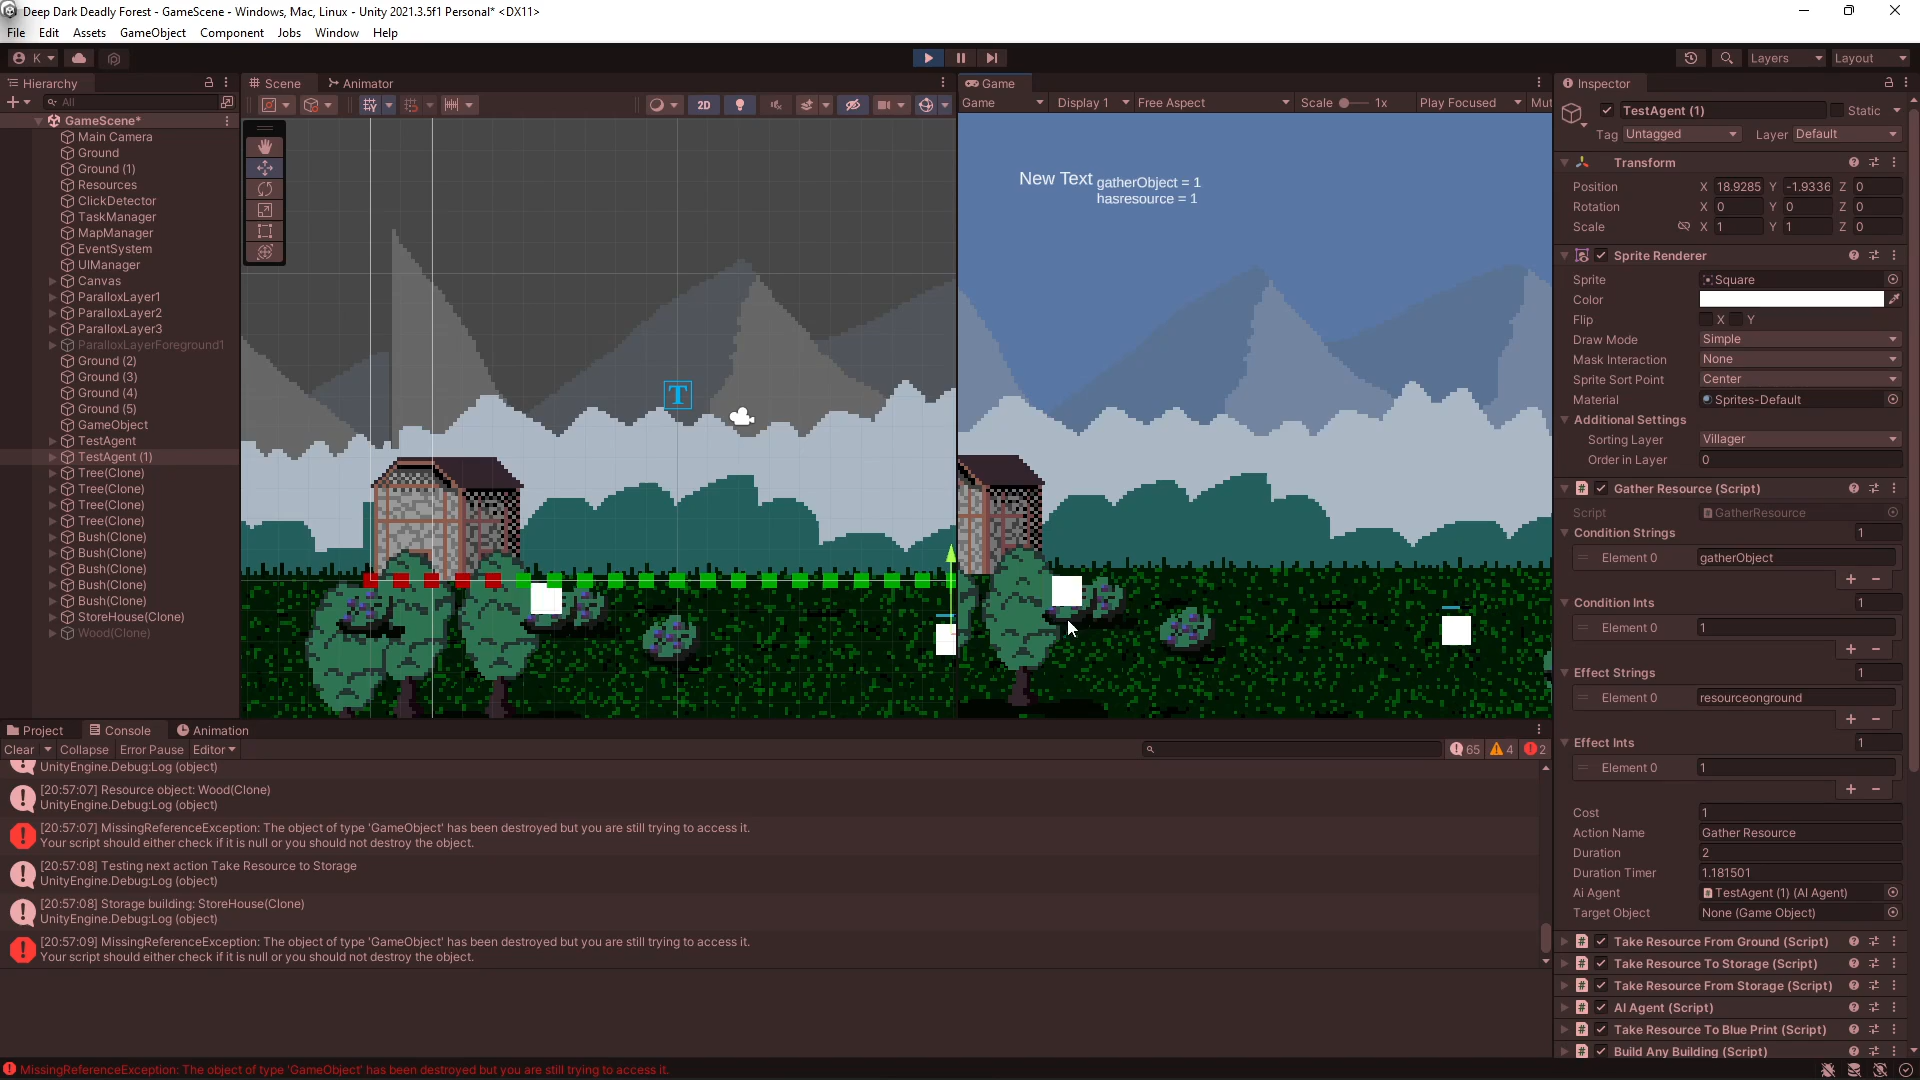 Deep Dark Deadly Forest - GameScene - Windows, Mac, Linux - Unity 2021.3.5f1 Personal* <DX11>
File Edit Assets GameObject Component Jobs Window Help
K Layers Layout
Hierarchy
All
GameScene*
Main Camera
Ground
Ground (1)
Resources
ClickDetector
TaskManager
MapManager
EventSystem
UIManager
Canvas
ParalloxLayer1
ParalloxLayer2
ParalloxLayer3
ParalloxLayerForeground1
Ground (2)
Ground (3)
Ground (4)
Ground (5)
GameObject
TestAgent
TestAgent (1)
Tree(Clone)
Tree(Clone)
Tree(Clone)
Tree(Clone)
Bush(Clone)
Bush(Clone)
Bush(Clone)
Bush(Clone)
Bush(Clone)
StoreHouse(Clone)
Wood(Clone)
Scene Animator
2D
T
Game
Game Display 1 Free Aspect Scale 1x Play Focused Mut
New Text gatherObject = 1
hasresource = 1
Inspector
TestAgent (1) Static
Tag Untagged Layer Default
Transform
Position X 18.9285 Y -1.9336 Z 0
Rotation X 0 Y 0 Z 0
Scale X 1 Y 1 Z 0
Sprite Renderer
Sprite Square
Color
Flip X Y
Draw Mode Simple
Mask Interaction None
Sprite Sort Point Center
Material Sprites-Default
Additional Settings
Sorting Layer Villager
Order in Layer 0
Gather Resource (Script)
Script GatherResource
Condition Strings 1
Element 0 gatherObject
Condition Ints 1
Element 0 1
Effect Strings 1
Element 0 resourceonground
Effect Ints 1
Element 0 1
Cost 1
Action Name Gather Resource
Duration 2
Duration Timer 1.181501
Ai Agent TestAgent (1) (AI Agent)
Target Object None (Game Object)
Take Resource From Ground (Script)
Take Resource To Storage (Script)
Take Resource From Storage (Script)
AI Agent (Script)
Take Resource To Blue Print (Script)
Build Any Building (Script)
Project Console Animation
Clear Collapse Error Pause Editor 65 4 2
UnityEngine.Debug:Log (object)
[20:57:07] Resource object: Wood(Clone)
UnityEngine.Debug:Log (object)
[20:57:07] MissingReferenceException: The object of type 'GameObject' has been destroyed but you are still trying to access it.
Your script should either check if it is null or you should not destroy the object.
[20:57:08] Testing next action Take Resource to Storage
UnityEngine.Debug:Log (object)
[20:57:08] Storage building: StoreHouse(Clone)
UnityEngine.Debug:Log (object)
[20:57:09] MissingReferenceException: The object of type 'GameObject' has been destroyed but you are still trying to access it.
Your script should either check if it is null or you should not destroy the object.
MissingReferenceException: The object of type 'GameObject' has been destroyed but you are still trying to access it.